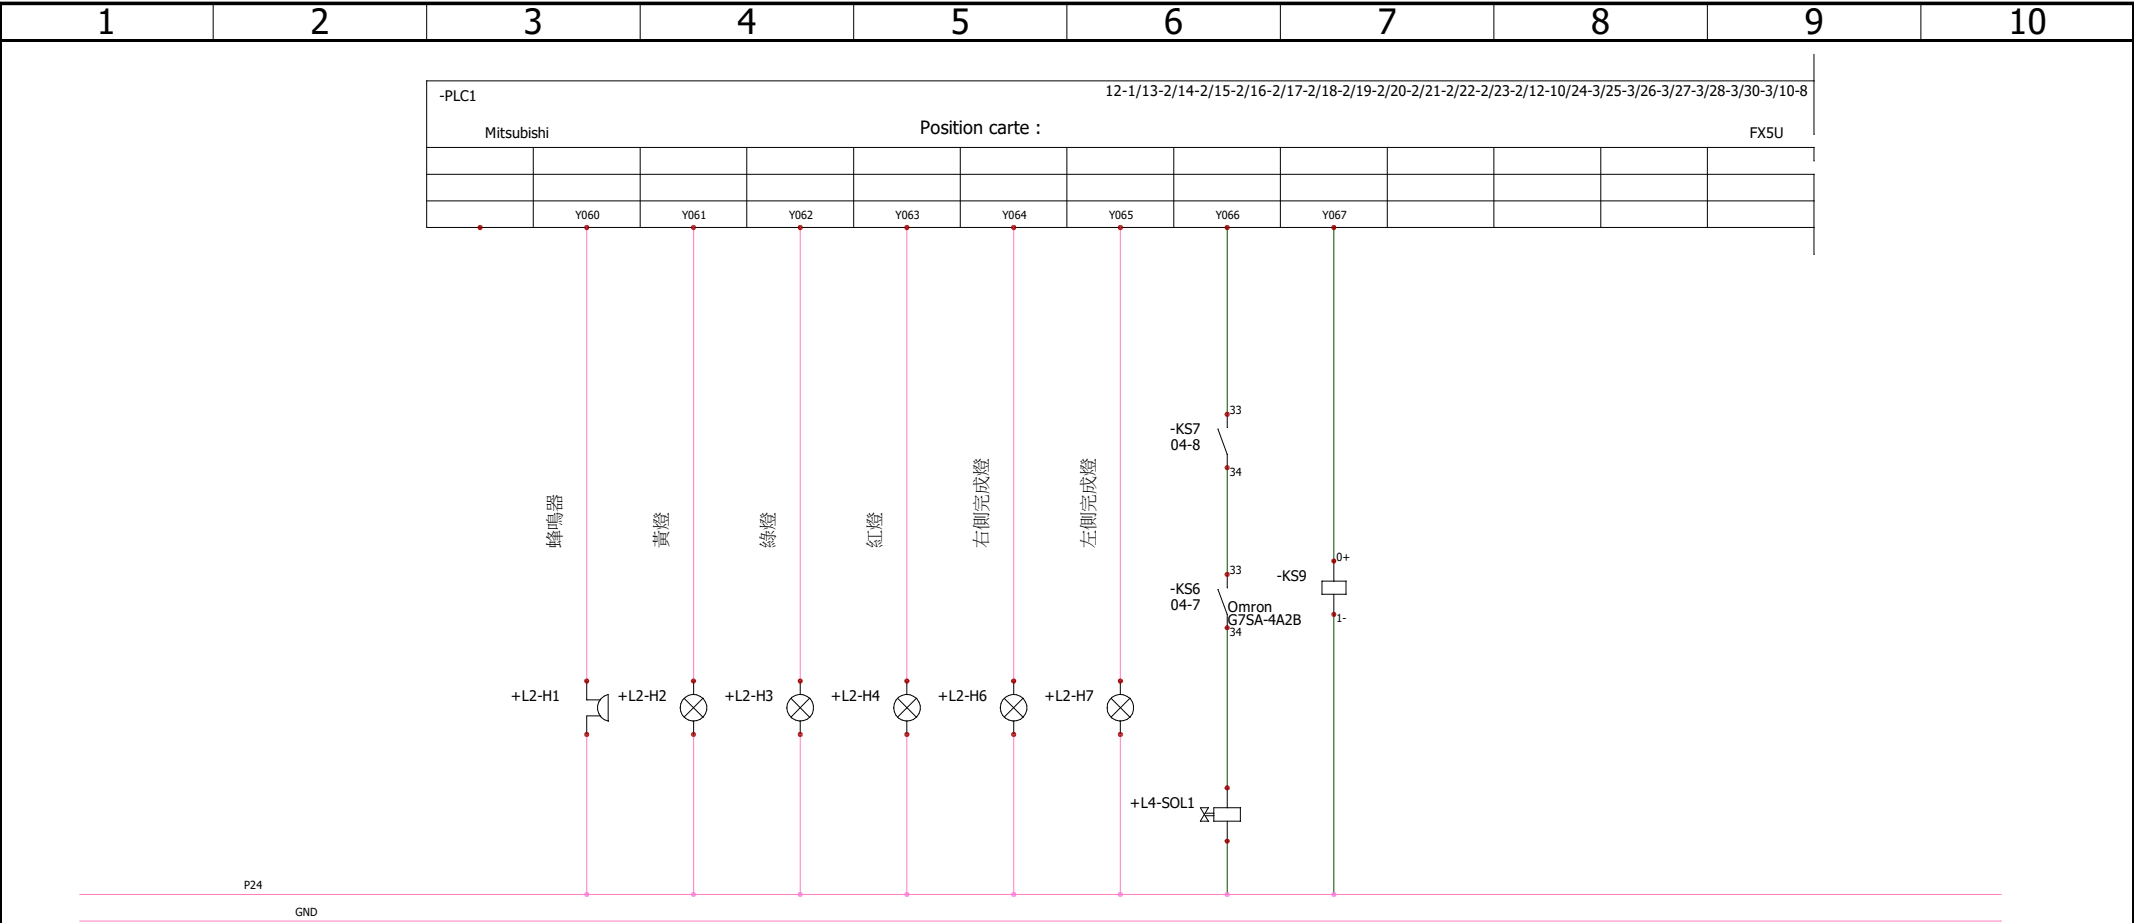 1 2 3 4 5 6 7 8 9 10
-PLC1 12-1/13-2/14-2/15-2/16-2/17-2/18-2/19-2/20-2/21-2/22-2/23-2/12-10/24-3/25-3/26-3/27-3/28-3/30-3/10-8
Mitsubishi Position carte : FX5U
Y060 Y061 Y062 Y063 Y064 Y065 Y066 Y067
33
-KS7
04-8
34
蜂鳴器
黃燈
綠燈
紅燈
右側完成燈
左側完成燈
33
-KS6
04-7
Omron
G7SA-4A2B
34
0+
-KS9
1-
+L2-H1 +L2-H2 +L2-H3 +L2-H4 +L2-H6 +L2-H7
+L4-SOL1
P24
GND